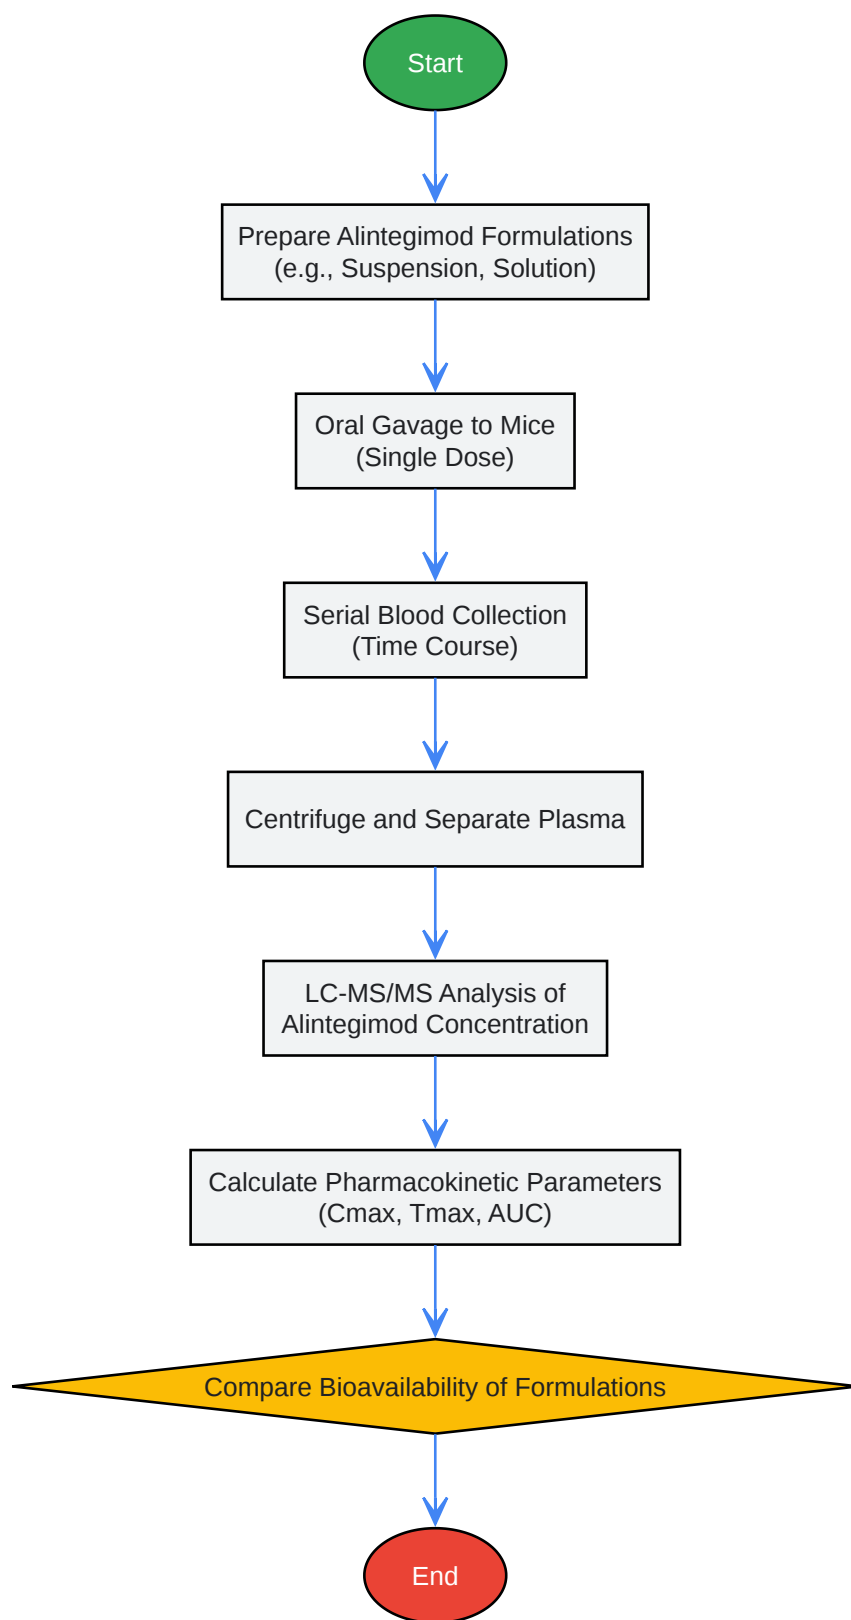 Start
Prepare Alintegimod Formulations
(e.g., Suspension, Solution)
Oral Gavage to Mice
(Single Dose)
Serial Blood Collection
(Time Course)
Centrifuge and Separate Plasma
LC-MS/MS Analysis of
Alintegimod Concentration
Calculate Pharmacokinetic Parameters
(Cmax, Tmax, AUC)
Compare Bioavailability of Formulations
End